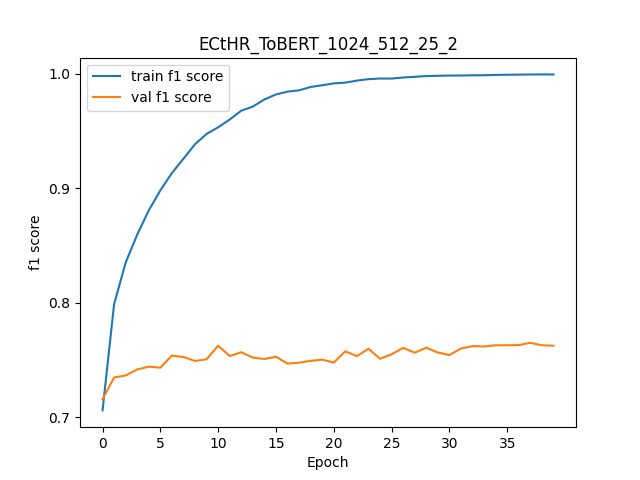 ECtHR_ToBERT_1024_512_25_2
train f1 score
val f1 score
1.0
0.9
0.8
0.7
f1 score
0 5 10 15 20 25 30 35
Epoch